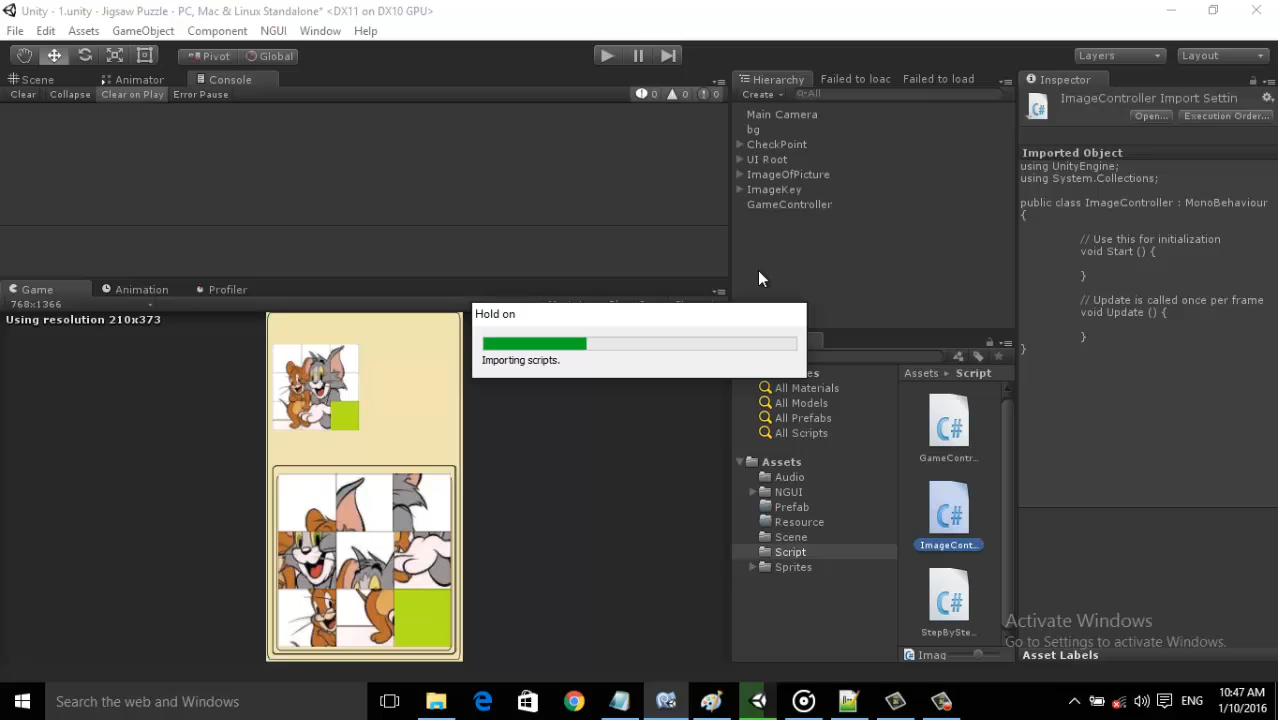 Unity - 1.unity - Jigsaw Puzzle - PC, Mac & Linux Standalone* <DX11 on DX10 GPU>
File Edit Assets GameObject Component NGUI Window Help
Pivot Global Layers Layout
Scene Animator Console
Clear Collapse Clear on Play Error Pause 0 0 0
Game Animation Profiler
768x1366
Using resolution 210x373
Hierarchy Failed to loac Failed to load
Create All
Main Camera
bg
CheckPoint
UI Root
ImageOfPicture
ImageKey
GameController
Hold on
Importing scripts.
All Materials
All Models
All Prefabs
All Scripts
Assets
Audio
NGUI
Prefab
Resource
Scene
Script
Sprites
Assets Script
C#
GameContr...
C#
ImageCont...
C#
StepBySte...
Imag
Inspector
C# ImageController Import Settin
Open... Execution Order...
Imported Object
using UnityEngine;
using System.Collections;
public class ImageController : MonoBehaviour
{
// Use this for initialization
void Start () {
}
// Update is called once per frame
void Update () {
}
}
Activate Windows
Go to Settings to activate Windows.
Asset Labels
Search the web and Windows
ENG
10:47 AM
1/10/2016